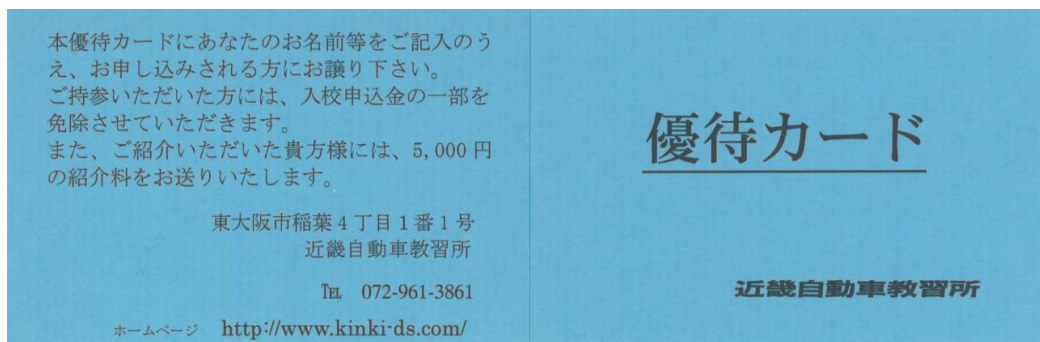 本優待カードにあなたのお名前等をご記入のう
え、お申し込みされる方にお譲り下さい。
ご持参いただいた方には、入校申込金の一部を
免除させていただきます。
また、ご紹介いただいた貴方様には、5,000 円
の紹介料をお送りいたします。
東大阪市稲葉４丁目１番１号
近畿自動車教習所
℡ 072-961-3861
ホームページ http://www.kinki-ds.com/
優待カード
近畿自動車教習所